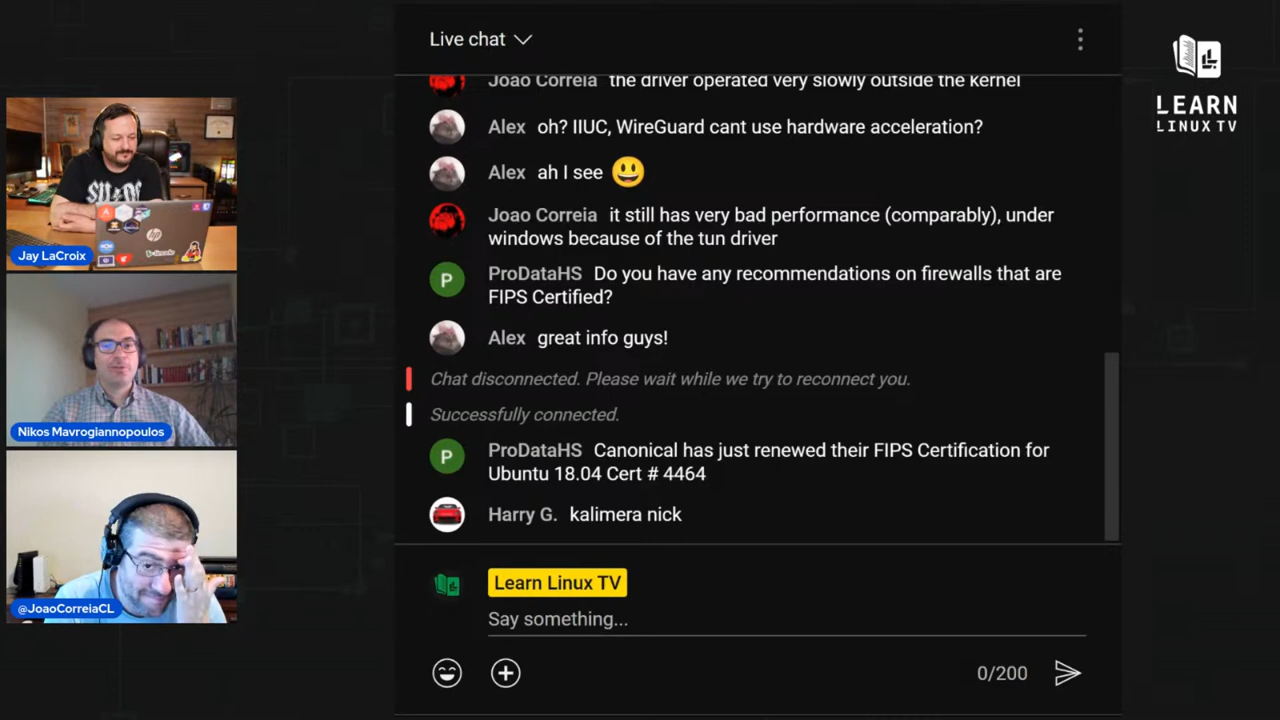 Live chat
LEARN
LINUX TV
Joao Correia the driver operated very slowly outside the kernel
Alex oh? IIUC, WireGuard cant use hardware acceleration?
Alex ah I see 😃
Joao Correia it still has very bad performance (comparably), under
windows because of the tun driver
P ProDataHS Do you have any recommendations on firewalls that are
FIPS Certified?
Alex great info guys!
Chat disconnected. Please wait while we try to reconnect you.
Successfully connected.
P ProDataHS Canonical has just renewed their FIPS Certification for
Ubuntu 18.04 Cert # 4464
Harry G. kalimera nick
Learn Linux TV
Say something...
0/200
hp
linode
Jay LaCroix
Nikos Mavrogiannopoulos
@JoaoCorreiaCL